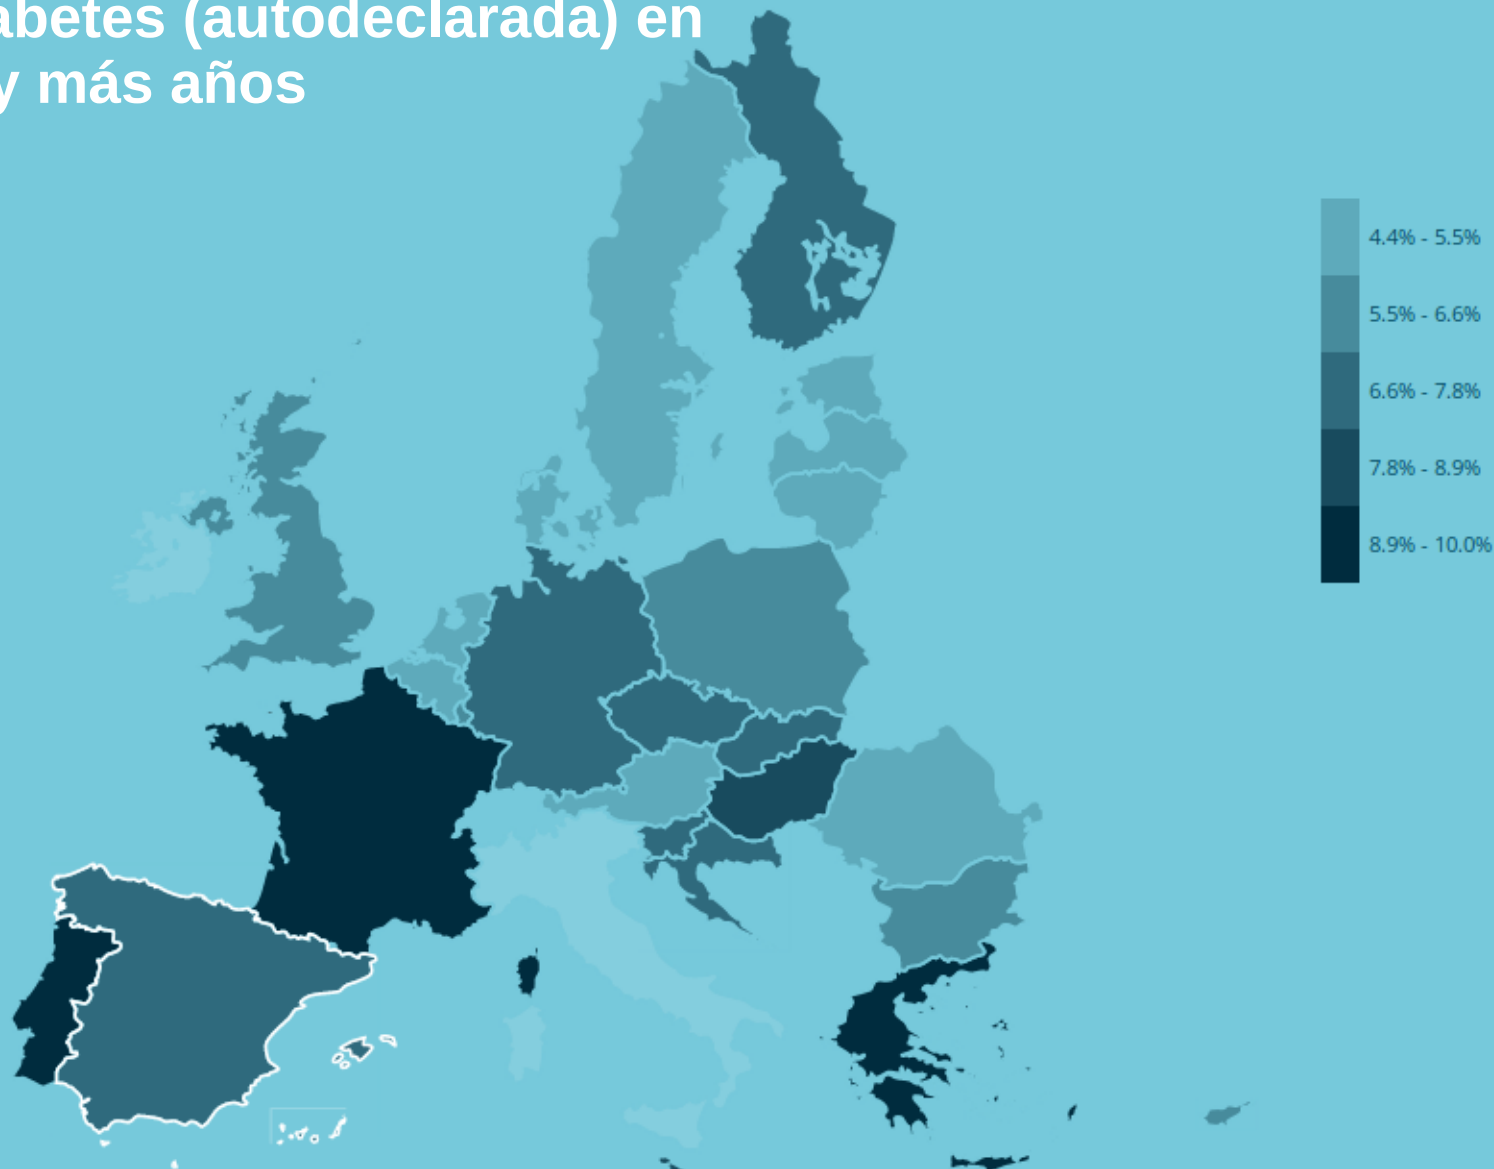 abetes (autodeclarada) en
y más años
4.4% - 5.5%
5.5% - 6.6%
6.6% - 7.8%
7.8% - 8.9%
8.9% - 10.0%